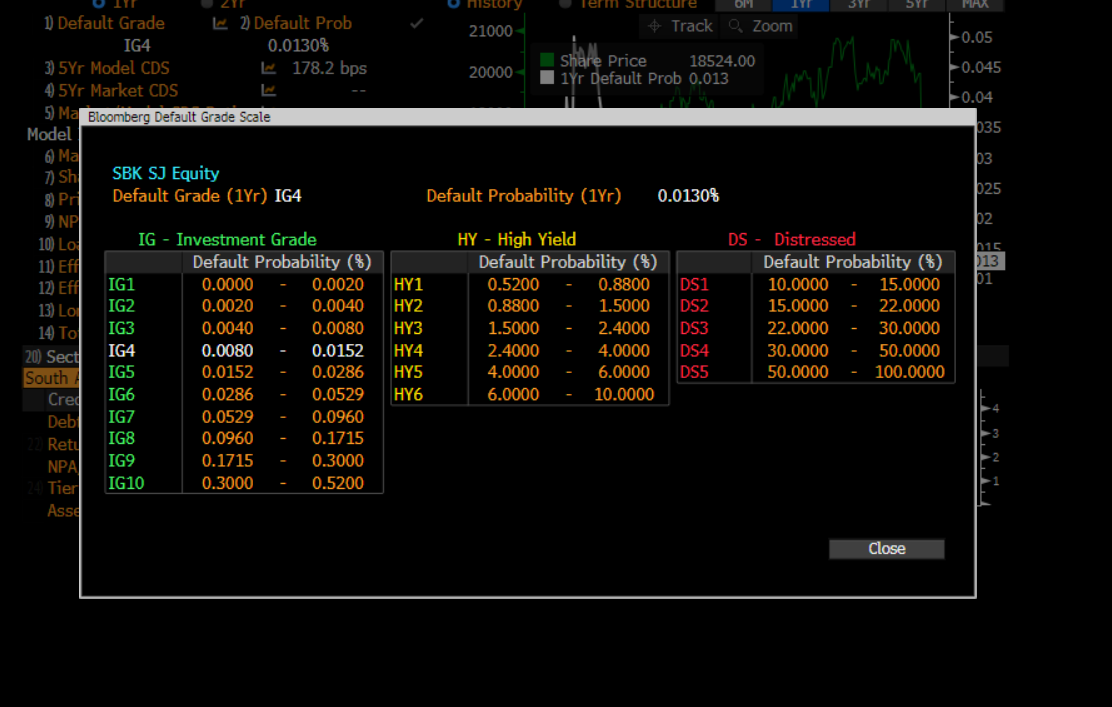 1Yr 2Yr History Term Structure 6M 1Yr 3Yr 5Yr MAX
1) Default Grade 2) Default Prob
IG4 0.0130%
3) 5Yr Model CDS 178.2 bps
4) 5Yr Market CDS --
21000
20000
Track Zoom
Share Price 18524.00
1Yr Default Prob 0.013
0.05
0.045
0.04
5) Ma
Model
6) Ma
7) Sh
8) Pri
9) NP
10) Loa
11) Eff
12) Eff
13) Loa
14) To
20) Sect
South A
Cred
Debt
22) Retu
NPA
24) Tier
Asse
Bloomberg Default Grade Scale
SBK SJ Equity
Default Grade (1Yr) IG4 Default Probability (1Yr) 0.0130%
IG - Investment Grade
Default Probability (%)
IG1 0.0000 - 0.0020
IG2 0.0020 - 0.0040
IG3 0.0040 - 0.0080
IG4 0.0080 - 0.0152
IG5 0.0152 - 0.0286
IG6 0.0286 - 0.0529
IG7 0.0529 - 0.0960
IG8 0.0960 - 0.1715
IG9 0.1715 - 0.3000
IG10 0.3000 - 0.5200
HY - High Yield
Default Probability (%)
HY1 0.5200 - 0.8800
HY2 0.8800 - 1.5000
HY3 1.5000 - 2.4000
HY4 2.4000 - 4.0000
HY5 4.0000 - 6.0000
HY6 6.0000 - 10.0000
DS - Distressed
Default Probability (%)
DS1 10.0000 - 15.0000
DS2 15.0000 - 22.0000
DS3 22.0000 - 30.0000
DS4 30.0000 - 50.0000
DS5 50.0000 - 100.0000
Close
035
03
025
02
015
013
01
4
3
2
1